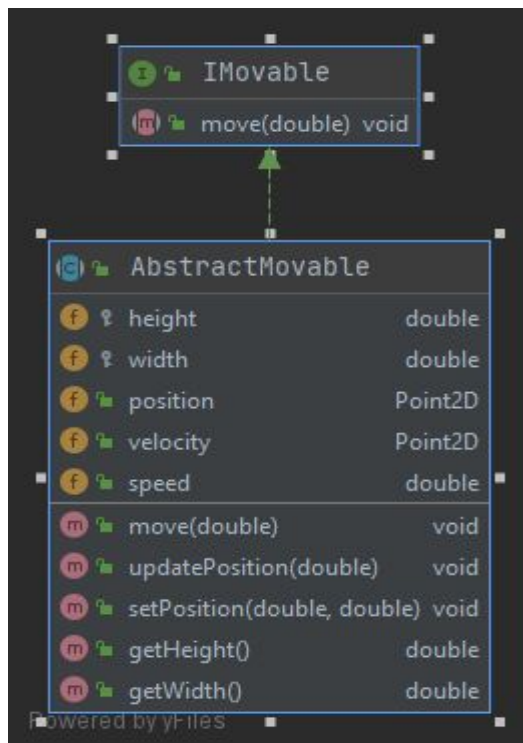 IMovable
move(double) void
AbstractMovable
height double
width double
position Point2D
velocity Point2D
speed double
move(double) void
updatePosition(double) void
setPosition(double, double) void
getHeight() double
getWidth() double
Powered by yFiles